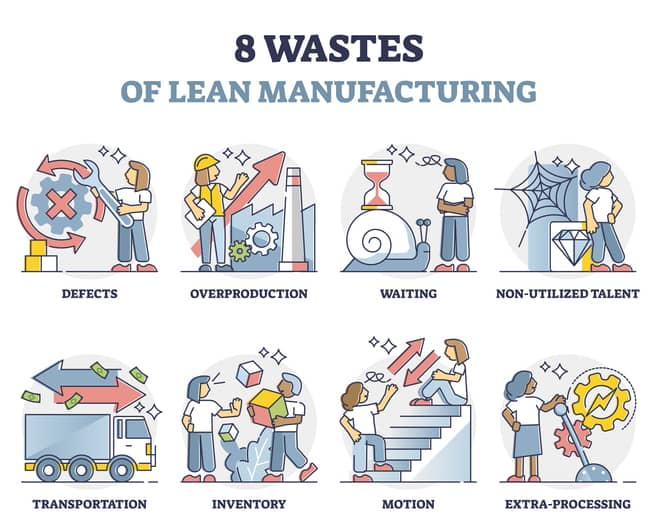 8 WASTES
OF LEAN MANUFACTURING
DEFECTS
OVERPRODUCTION
WAITING
NON-UTILIZED TALENT
TRANSPORTATION
INVENTORY
MOTION
EXTRA-PROCESSING